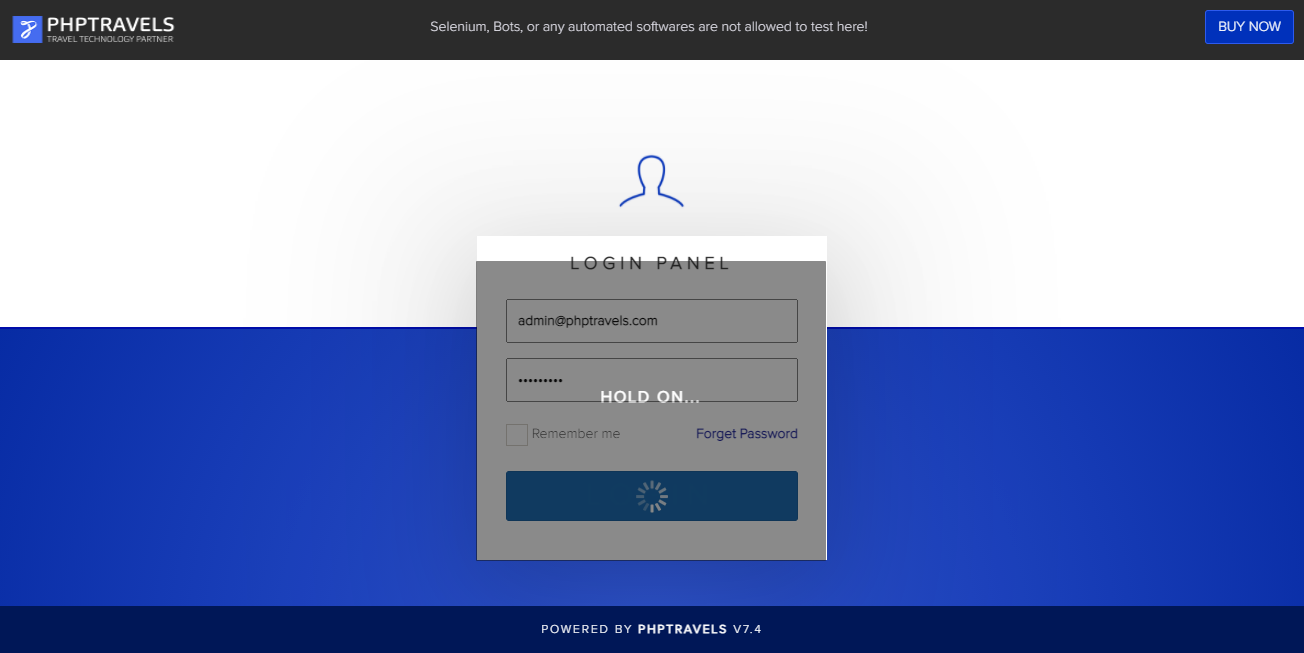 PHPTRAVELS
TRAVEL TECHNOLOGY PARTNER
Selenium, Bots, or any automated softwares are not allowed to test here!
BUY NOW
LOGIN PANEL
admin@phptravels.com
•••••••••
HOLD ON...
Remember me
Forget Password
POWERED BY PHPTRAVELS V7.4